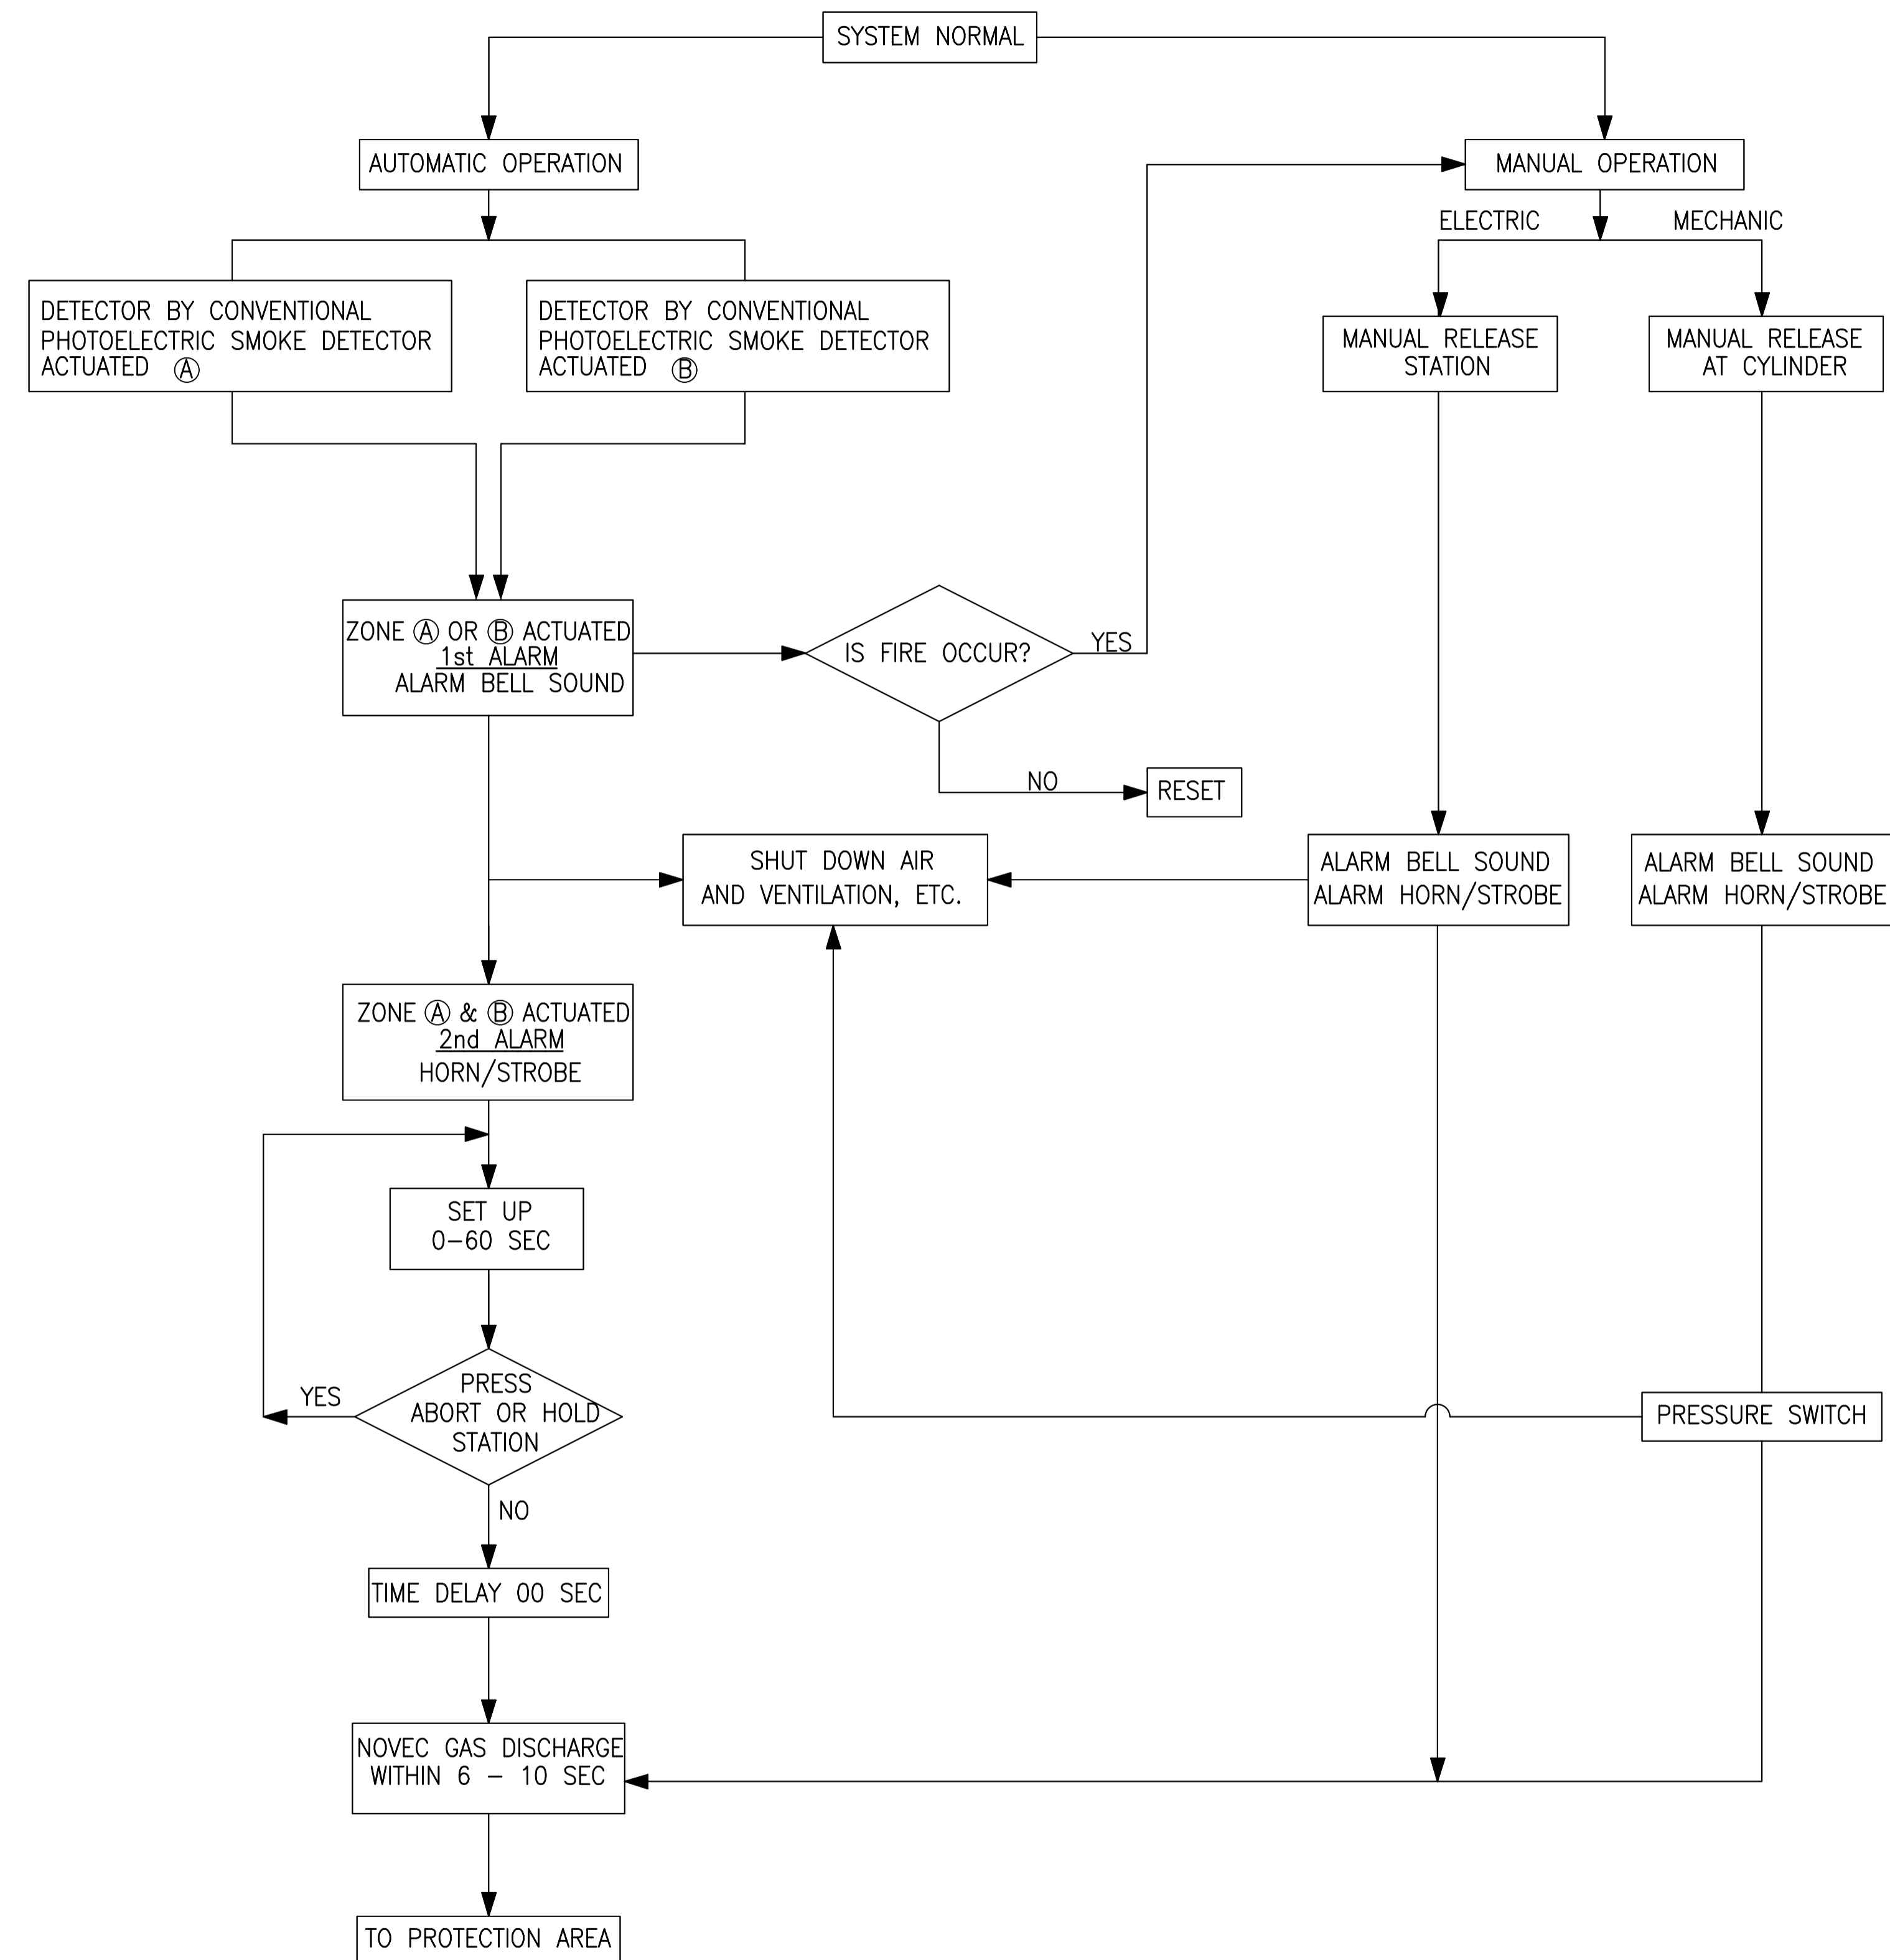 SYSTEM NORMAL
AUTOMATIC OPERATION
MANUAL OPERATION
ELECTRIC
MECHANIC
DETECTOR BY CONVENTIONAL
PHOTOELECTRIC SMOKE DETECTOR
ACTUATED Ⓐ
DETECTOR BY CONVENTIONAL
PHOTOELECTRIC SMOKE DETECTOR
ACTUATED Ⓑ
MANUAL RELEASE
STATION
MANUAL RELEASE
AT CYLINDER
ZONE Ⓐ OR Ⓑ ACTUATED
1st ALARM
ALARM BELL SOUND
IS FIRE OCCUR?
YES
NO
RESET
SHUT DOWN AIR
AND VENTILATION, ETC.
ALARM BELL SOUND
ALARM HORN/STROBE
ALARM BELL SOUND
ALARM HORN/STROBE
ZONE Ⓐ & Ⓑ ACTUATED
2nd ALARM
HORN/STROBE
SET UP
0-60 SEC
PRESS
ABORT OR HOLD
STATION
YES
NO
PRESSURE SWITCH
TIME DELAY 00 SEC
NOVEC GAS DISCHARGE
WITHIN 6 - 10 SEC
TO PROTECTION AREA